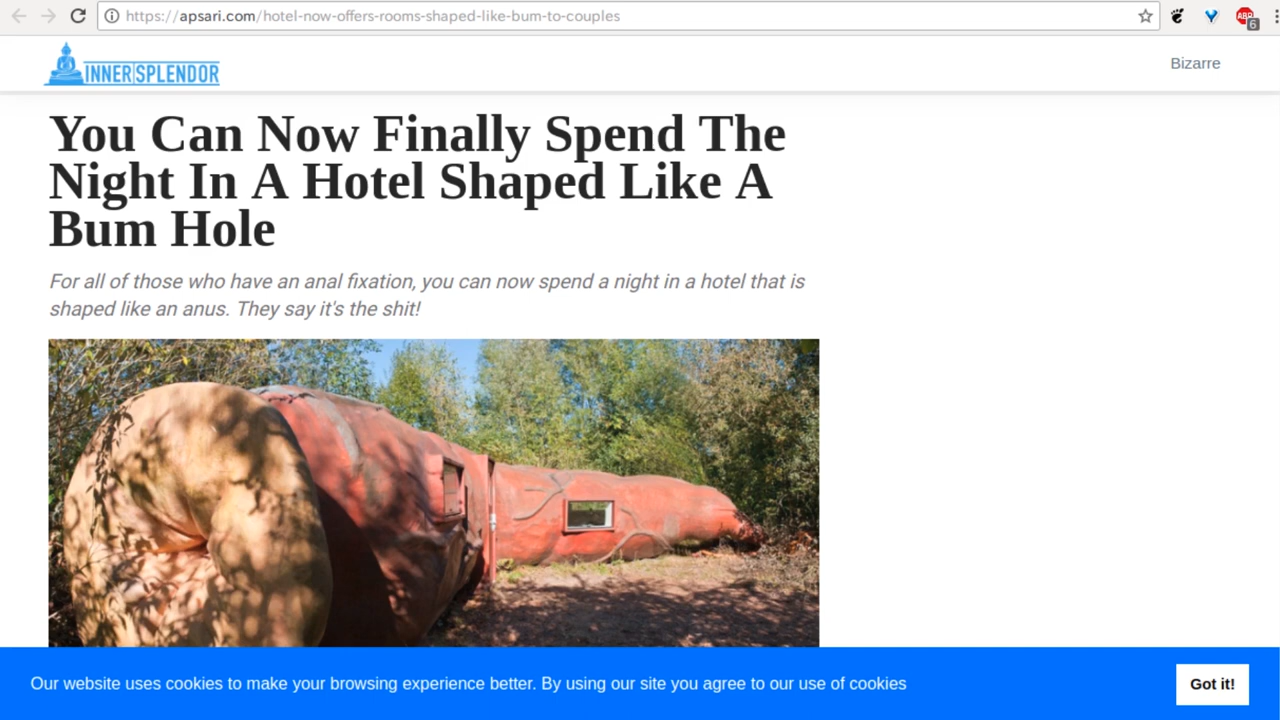 https://apsari.com/hotel-now-offers-rooms-shaped-like-bum-to-couples
ABP
6
INNER SPLENDOR
Bizarre
You Can Now Finally Spend The
Night In A Hotel Shaped Like A
Bum Hole
For all of those who have an anal fixation, you can now spend a night in a hotel that is
shaped like an anus. They say it's the shit!
Our website uses cookies to make your browsing experience better. By using our site you agree to our use of cookies
Got it!